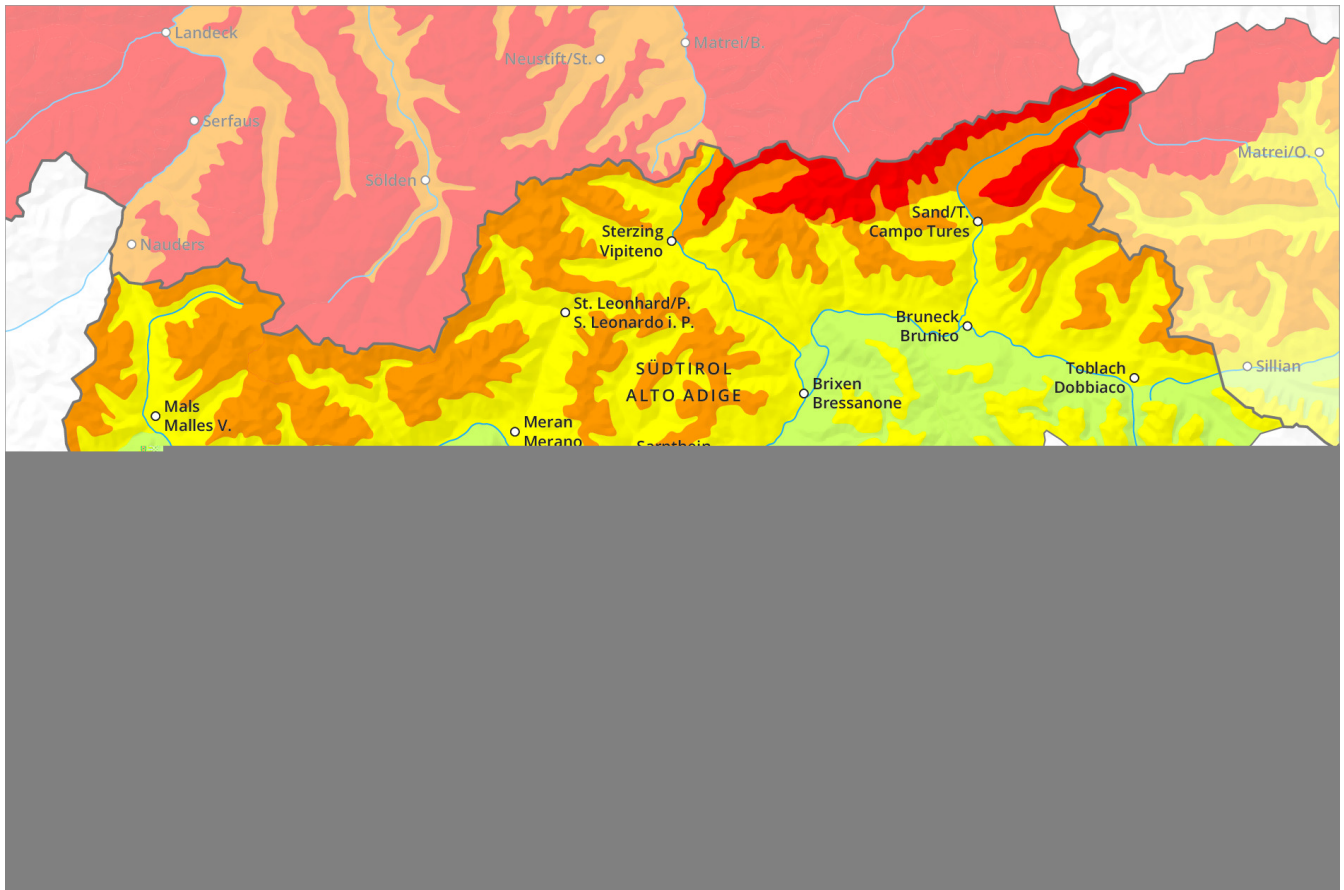 Landeck
Matrei/B.
Neustift/St.
Serfaus
Matrei/O.
Sölden
Sand/T.
Campo Tures
Sterzing
Vipiteno
Nauders
St. Leonhard/P.
S. Leonardo i. P.
Bruneck
Brunico
SÜDTIROL
ALTO ADIGE
Toblach
Dobbiaco
Sillian
Brixen
Bressanone
Mals
Malles V.
Meran
Merano
Sarnthein